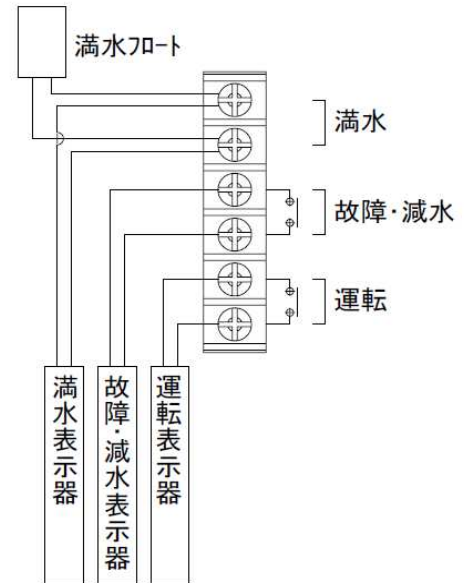 満水フロート
満水
故障・減水
運転
満水表示器
故障・減水表示器
運転表示器